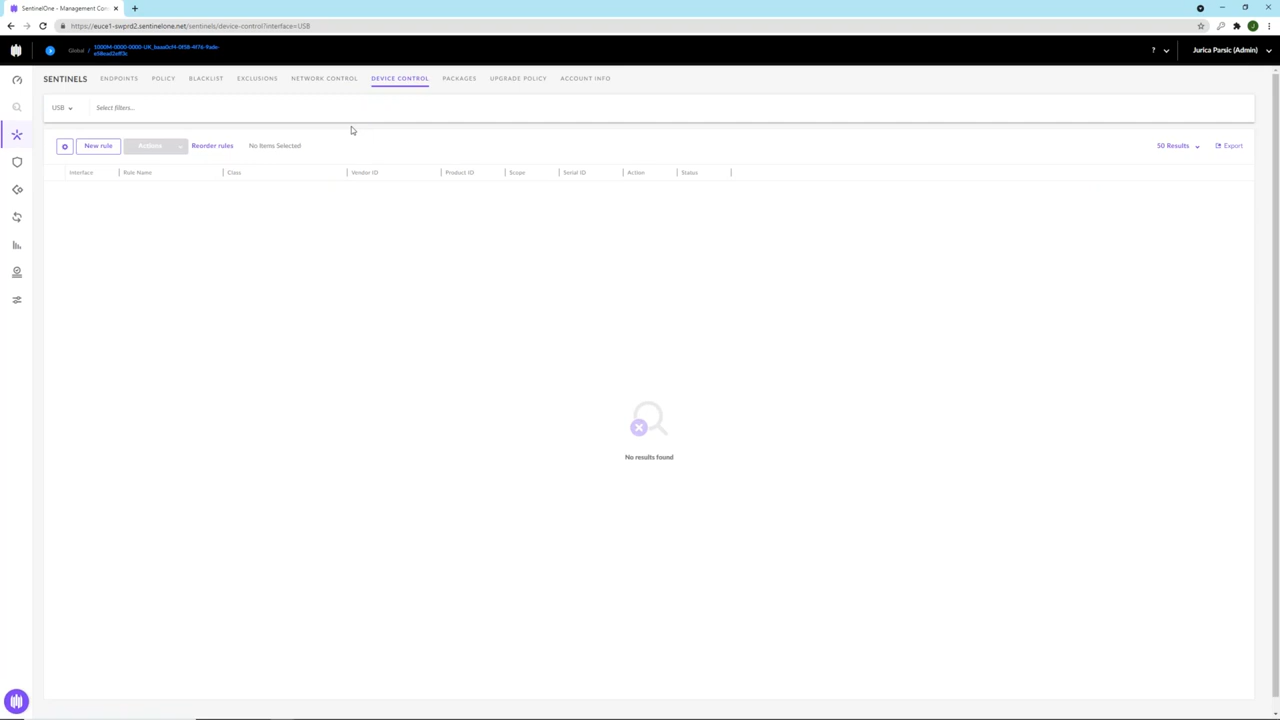 SentinelOne - Management Con
https://euce1-swprd2.sentinelone.net/sentinels/device-control?interface=USB
J
Global /
? 
Jurica Parsic (Admin)
SENTINELS ENDPOINTS POLICY BLACKLIST EXCLUSIONS NETWORK CONTROL DEVICE CONTROL PACKAGES UPGRADE POLICY ACCOUNT INFO
USB Select filters...
New rule Actions Reorder rules No Items Selected 50 Results Export
Interface Rule Name Class Vendor ID Product ID Scope Serial ID Action Status
No results found